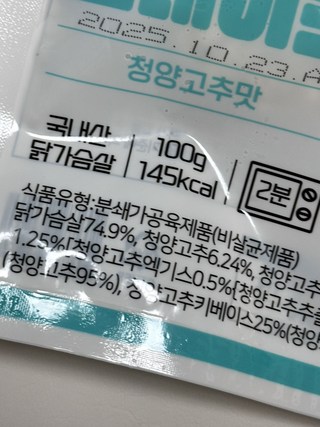 2025.10.23.
청양고추맛
국내산 100g
닭가슴살 145kcal 2분
식품유형:분쇄가공육제품(비살균제품)
닭가슴살74.9%, 청양고추6.24%, 청양고추
1.25%[청양고추엑기스0.5%{청양고추추출
(청양고추95%), 청양고추키베이스25%(청양